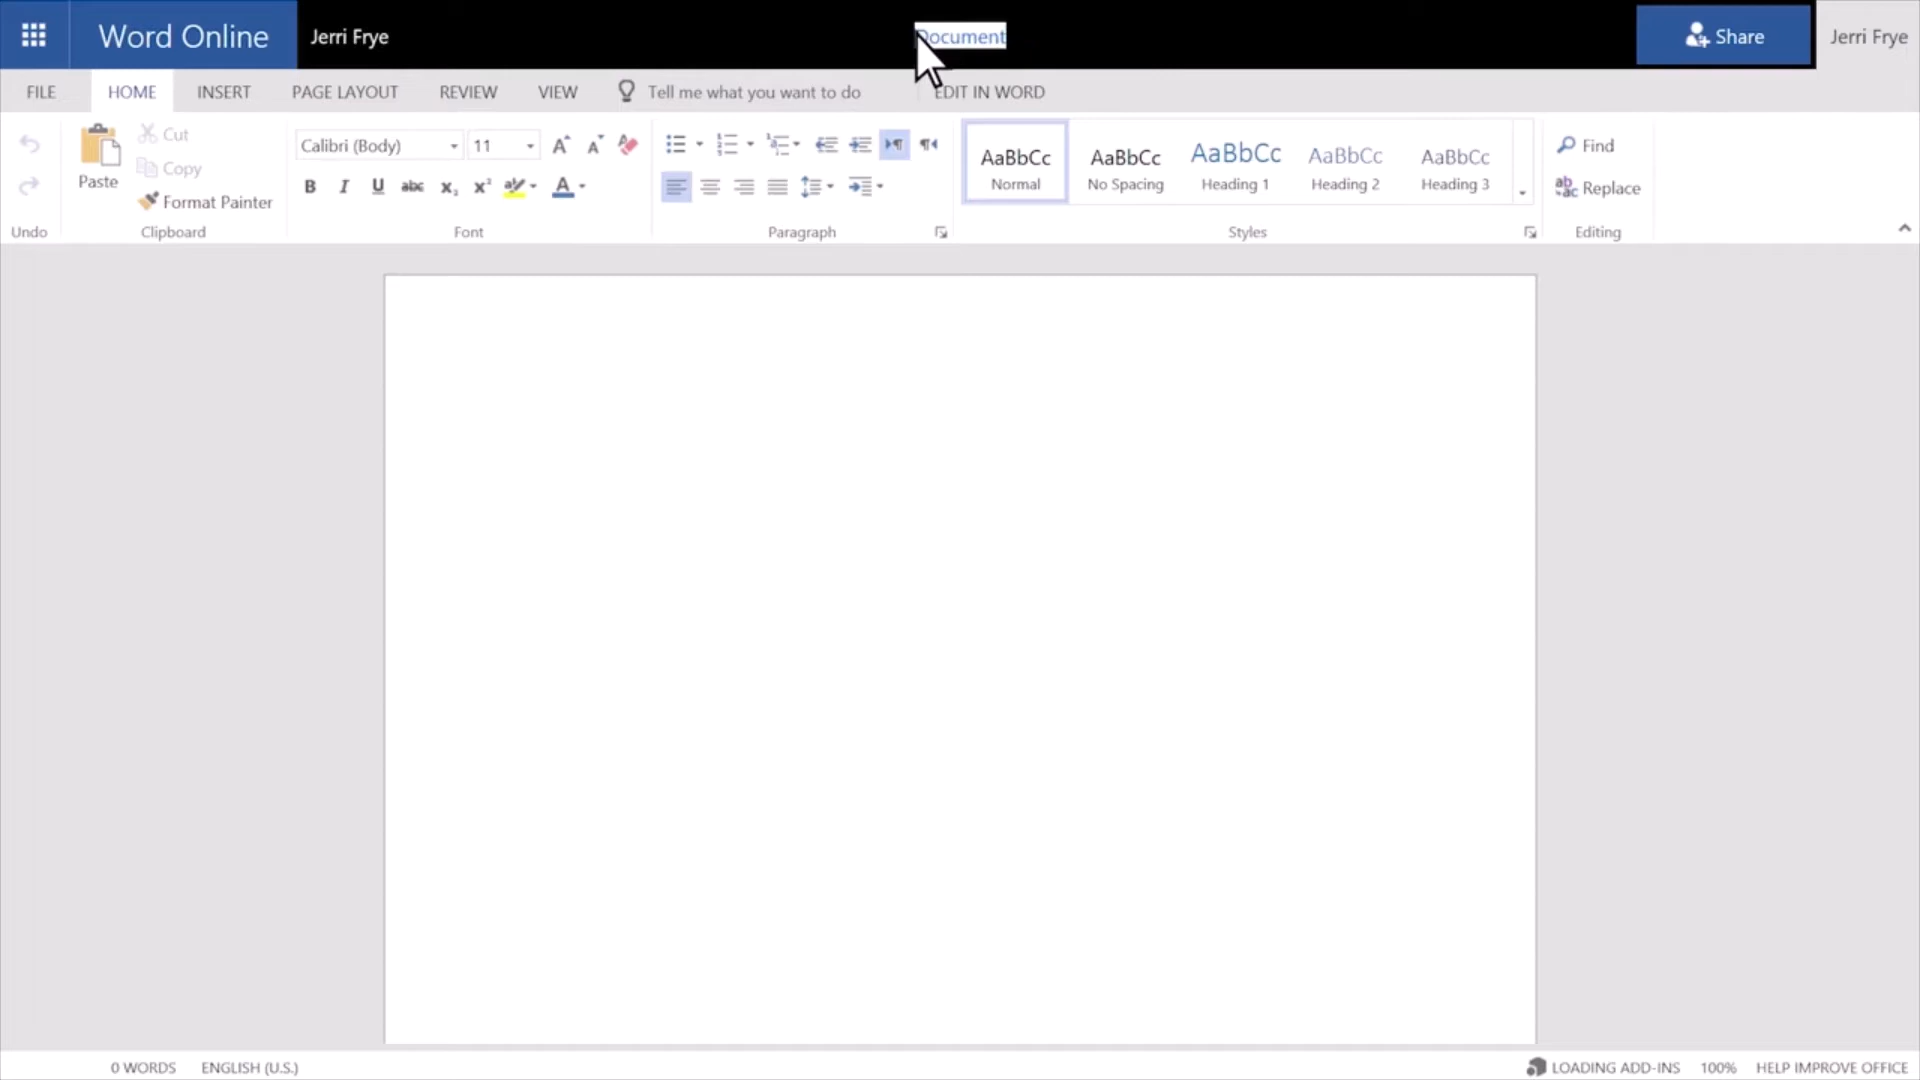 Word Online Jerri Frye Document Share Jerri Frye
FILE HOME INSERT PAGE LAYOUT REVIEW VIEW Tell me what you want to do EDIT IN WORD
Paste
Cut
Copy
Format Painter
Calibri (Body) 11
AaBbCc AaBbCc AaBbCc AaBbCc AaBbCc
Normal No Spacing Heading 1 Heading 2 Heading 3
Find
Replace
Undo Clipboard Font Paragraph Styles Editing
0 WORDS ENGLISH (U.S.) LOADING ADD-INS 100% HELP IMPROVE OFFICE